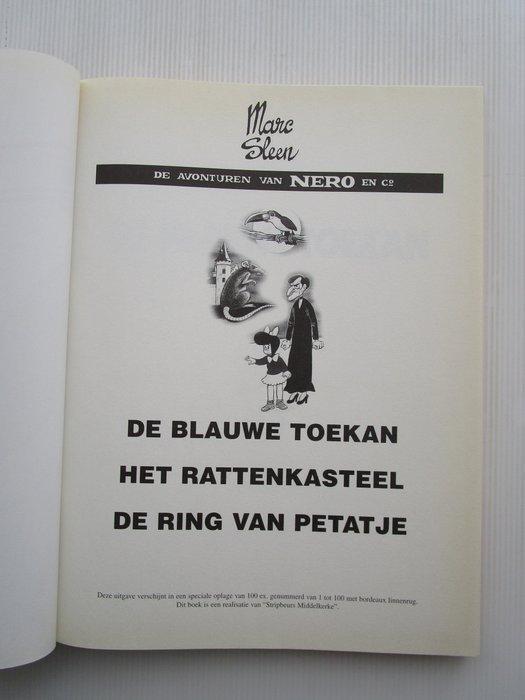 Marc
Sleen
DE AVONTUREN VAN NERO EN Co
DE BLAUWE TOEKAN
HET RATTENKASTEEL
DE RING VAN PETATJE
Deze uitgave verschijnt in een speciale oplage van 100 ex. genummerd van 1 tot 100 met bordeaux linnenrug.
Dit boek is een realisatie van "Stripbeurs Middelkerke".